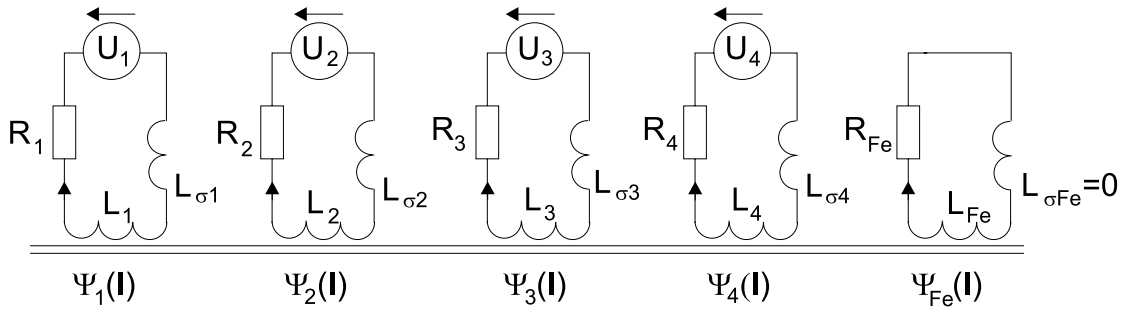 U1 U2 U3 U4
R1 R2 R3 R4 RFe
Lσ1 Lσ2 Lσ3 Lσ4 LσFe=0
L1 L2 L3 L4 LFe
Ψ1(I) Ψ2(I) Ψ3(I) Ψ4(I) ΨFe(I)